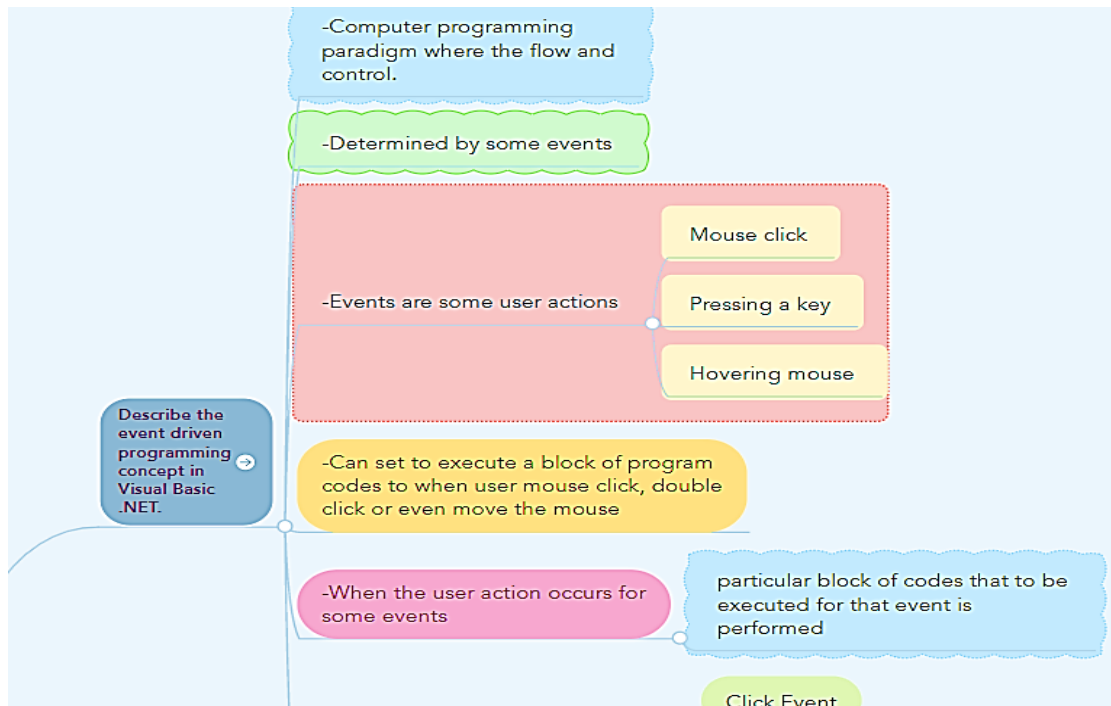 -Computer programming
paradigm where the flow and
control.
-Determined by some events
-Events are some user actions
Mouse click
Pressing a key
Hovering mouse
Describe the
event driven
programming
concept in
Visual Basic
.NET.
-Can set to execute a block of program
codes to when user mouse click, double
click or even move the mouse
-When the user action occurs for
some events
particular block of codes that to be
executed for that event is
performed
Click Event